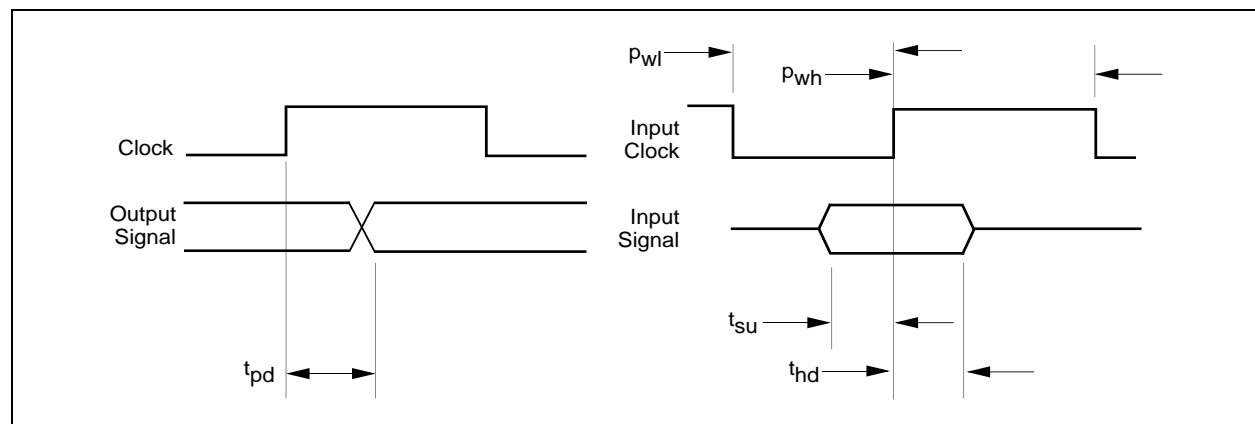 Clock
Output
Signal
tpd
pwl
pwh
Input
Clock
Input
Signal
tsu
thd